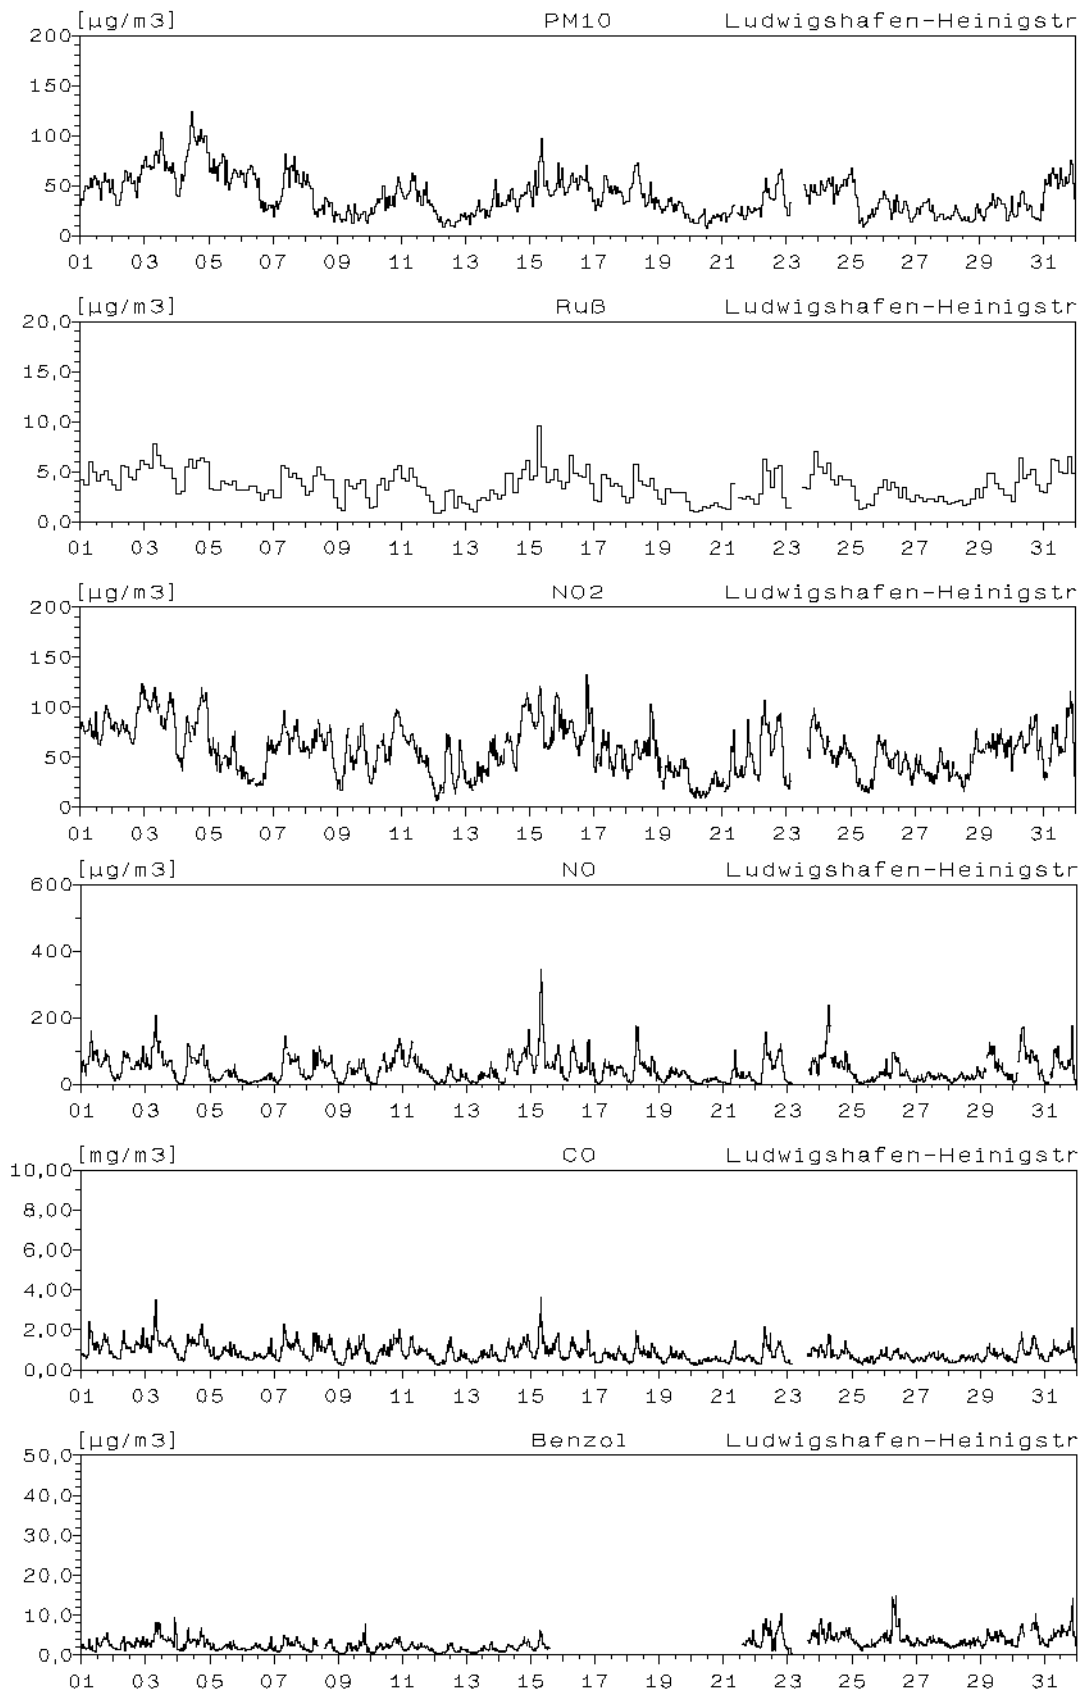 [µg/m3] PM10 Ludwigshafen-Heinigstr
200
150
100
50
0
01 03 05 07 09 11 13 15 17 19 21 23 25 27 29 31
[µg/m3] Ruß Ludwigshafen-Heinigstr
20,0
15,0
10,0
5,0
0,0
01 03 05 07 09 11 13 15 17 19 21 23 25 27 29 31
[µg/m3] NO2 Ludwigshafen-Heinigstr
200
150
100
50
0
01 03 05 07 09 11 13 15 17 19 21 23 25 27 29 31
[µg/m3] NO Ludwigshafen-Heinigstr
600
400
200
0
01 03 05 07 09 11 13 15 17 19 21 23 25 27 29 31
[mg/m3] CO Ludwigshafen-Heinigstr
10,00
8,00
6,00
4,00
2,00
0,00
01 03 05 07 09 11 13 15 17 19 21 23 25 27 29 31
[µg/m3] Benzol Ludwigshafen-Heinigstr
50,0
40,0
30,0
20,0
10,0
0,0
01 03 05 07 09 11 13 15 17 19 21 23 25 27 29 31